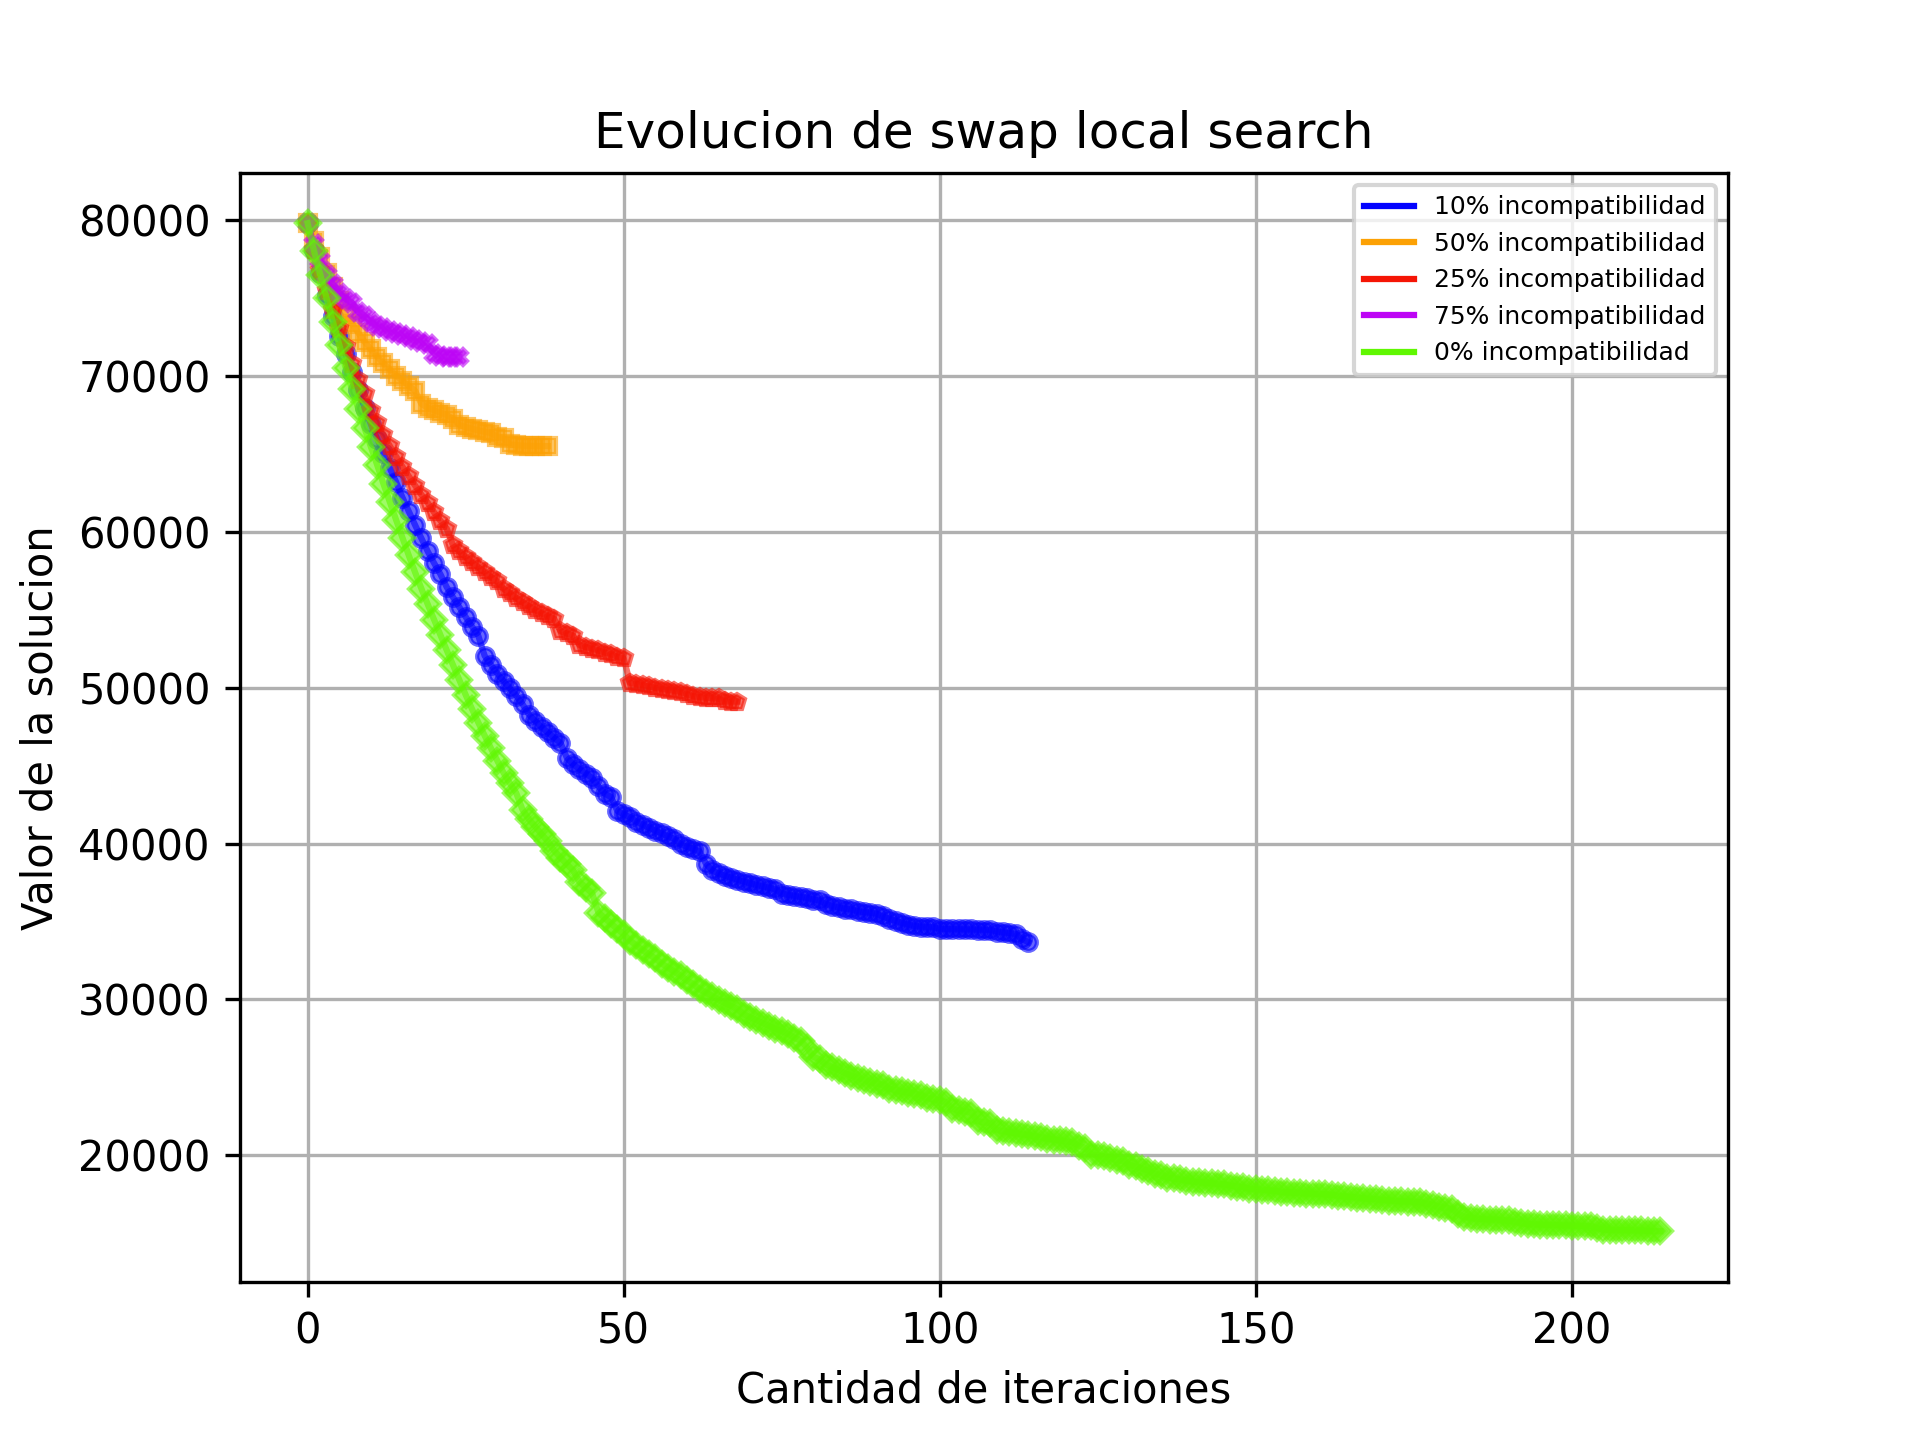 Evolucion de swap local search
10% incompatibilidad
50% incompatibilidad
25% incompatibilidad
75% incompatibilidad
0% incompatibilidad
Valor de la solucion
80000
70000
60000
50000
40000
30000
20000
0 50 100 150 200
Cantidad de iteraciones